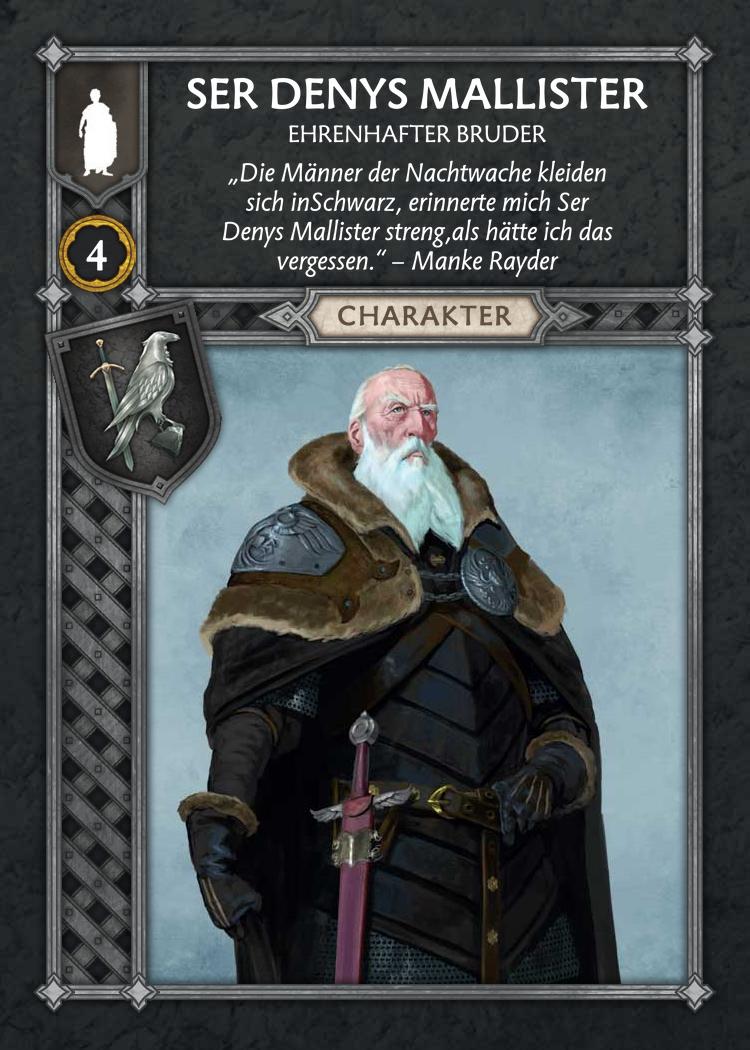 SER DENYS MALLISTER
EHRENHAFTER BRUDER
„Die Männer der Nachtwache kleiden
sich inSchwarz, erinnerte mich Ser
Denys Mallister streng,als hätte ich das
vergessen.“ – Manke Rayder
4
CHARAKTER